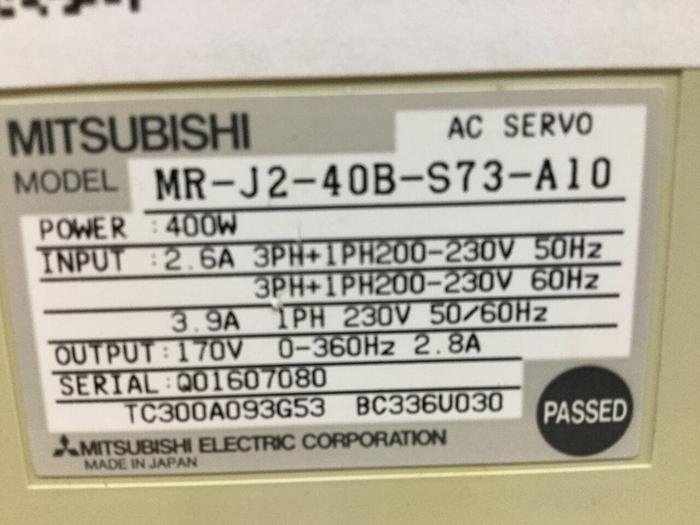 MITSUBISHI
AC SERVO
MODEL MR-J2-40B-S73-A10
POWER : 400W
INPUT : 2.6A 3PH+1PH200-230V 50Hz
3PH+1PH200-230V 60Hz
3.9A 1PH 230V 50/60Hz
OUTPUT: 170V 0-360Hz 2.8A
SERIAL: Q01607080
TC300A093G53 BC336U030
PASSED
MITSUBISHI ELECTRIC CORPORATION
MADE IN JAPAN